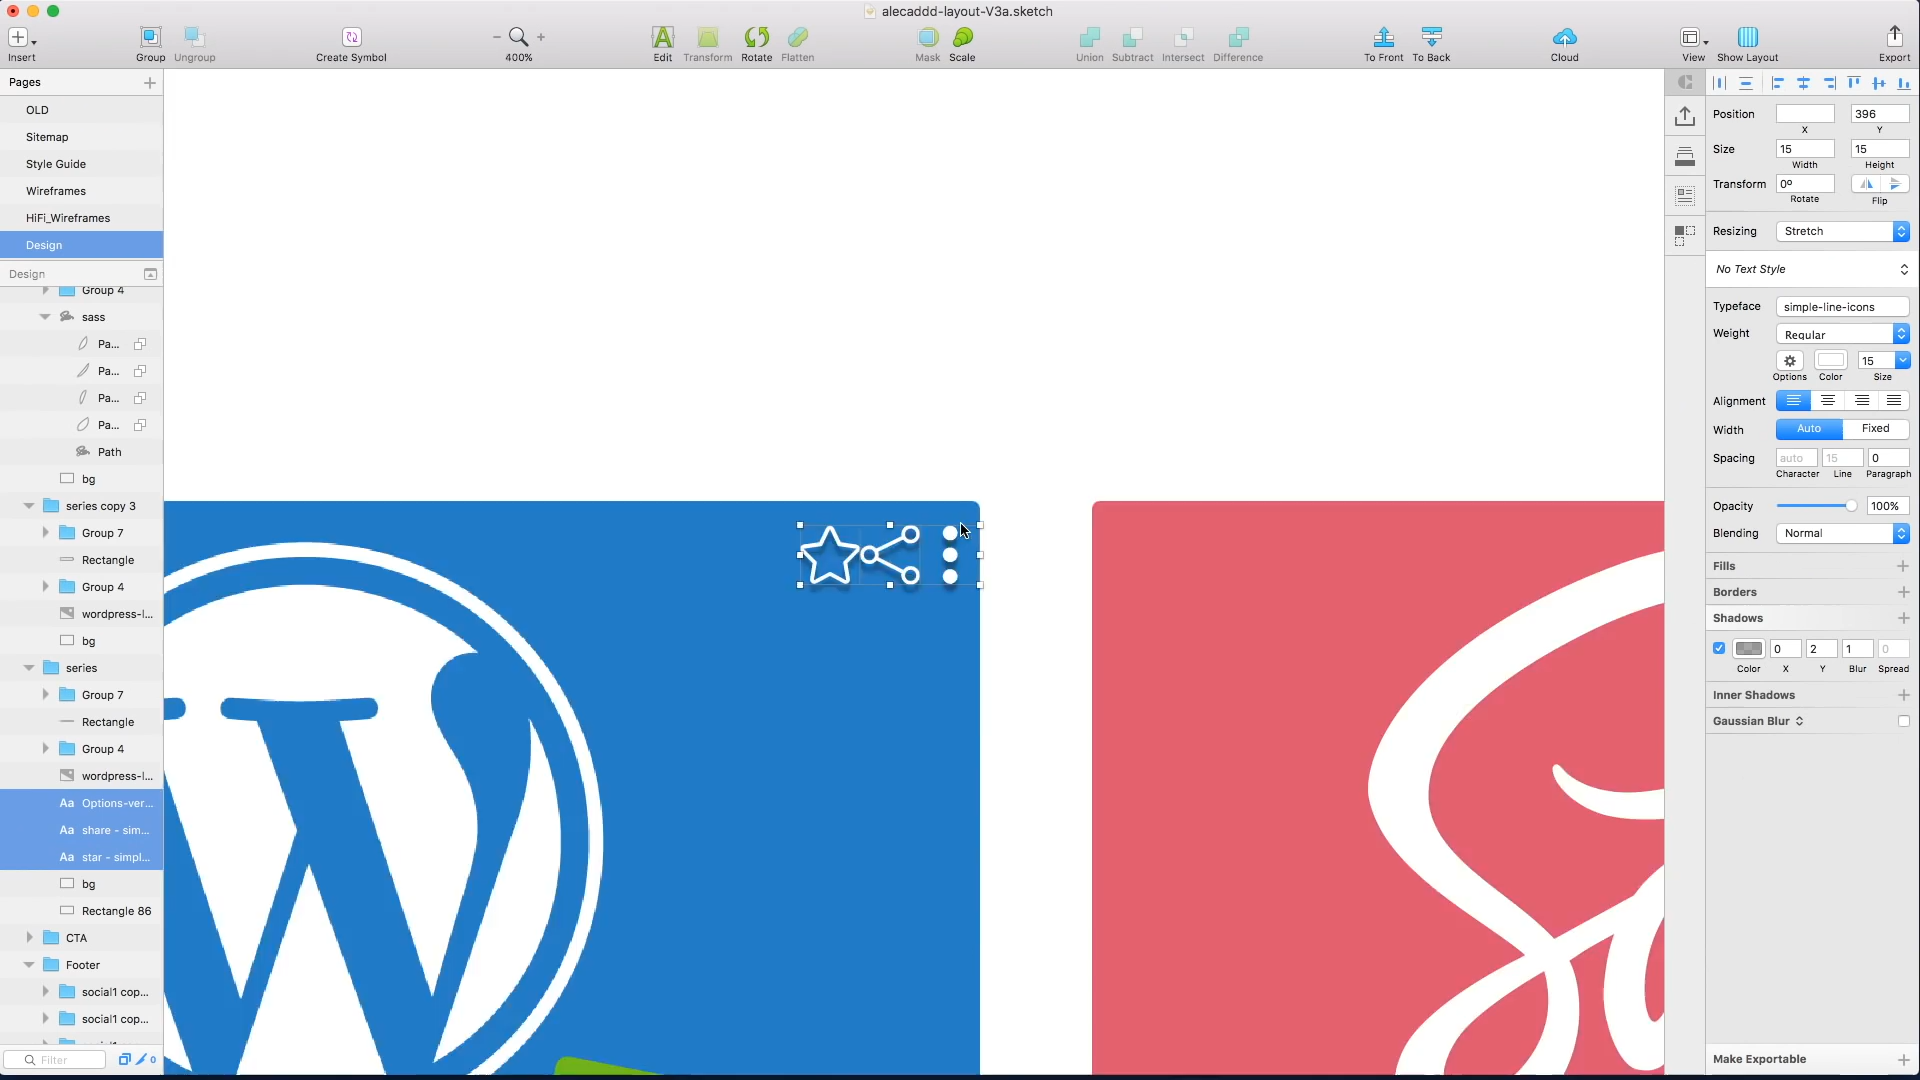 alecaddd-layout-V3a.sketch
Insert
Group
Ungroup
Create Symbol
400%
Edit
Transform
Rotate
Flatten
Mask
Scale
Union
Subtract
Intersect
Difference
To Front
To Back
Cloud
View
Show Layout
Export
Pages
OLD
Sitemap
Style Guide
Wireframes
HiFi_Wireframes
Design
Design
Group 4
sass
Pa...
Pa...
Pa...
Pa...
Path
bg
series copy 3
Group 7
Rectangle
Group 4
wordpress-l...
bg
series
Group 7
Rectangle
Group 4
wordpress-l...
Aa Options-ver...
Aa share - sim...
Aa star - simpl...
bg
Rectangle 86
CTA
Footer
social1 cop...
social1 cop...
Filter
0
Position
396
X
Y
Size
15
15
Width
Height
Transform
0º
Rotate
Flip
Resizing
Stretch
No Text Style
Typeface
simple-line-icons
Weight
Regular
15
Options
Color
Size
Alignment
Width
Auto
Fixed
Spacing
auto
15
0
Character
Line
Paragraph
Opacity
100%
Blending
Normal
Fills
Borders
Shadows
0
2
1
0
Color
X
Y
Blur
Spread
Inner Shadows
Gaussian Blur
Make Exportable